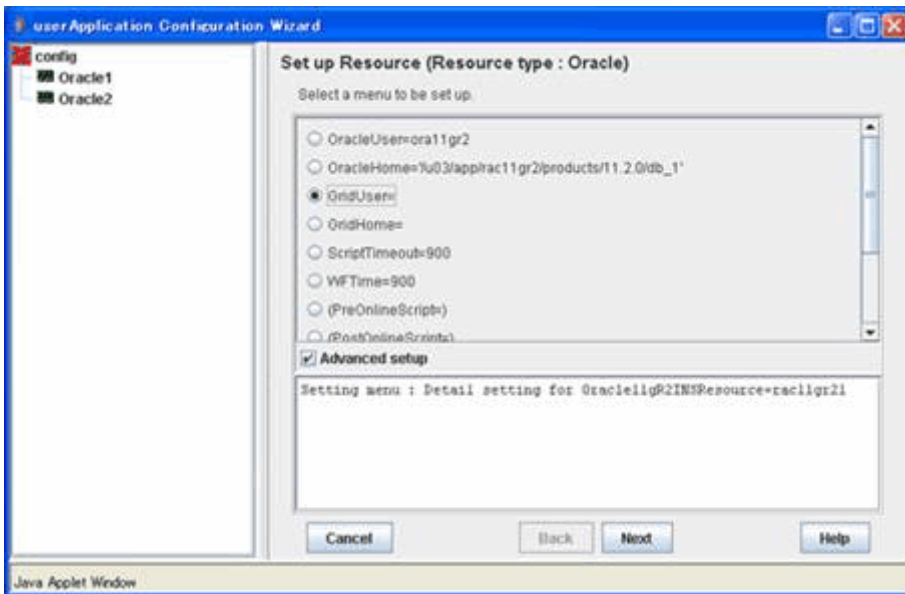 userApplication Configuration Wizard
config
Oracle1
Oracle2
Set up Resource (Resource type : Oracle)
Select a menu to be set up.
OracleUser=ora11gr2
OracleHome='/u03/app/rac11gr2/products/11.2.0/db_1'
GridUser=
GridHome=
ScriptTimeout=900
WFTime=900
(PreOnlineScript=)
(PostOnlineScript=)
Advanced setup
Setting menu : Detail setting for Oracle11gR2INSResource=rac11gr21
Cancel
Back
Next
Help
Java Applet Window